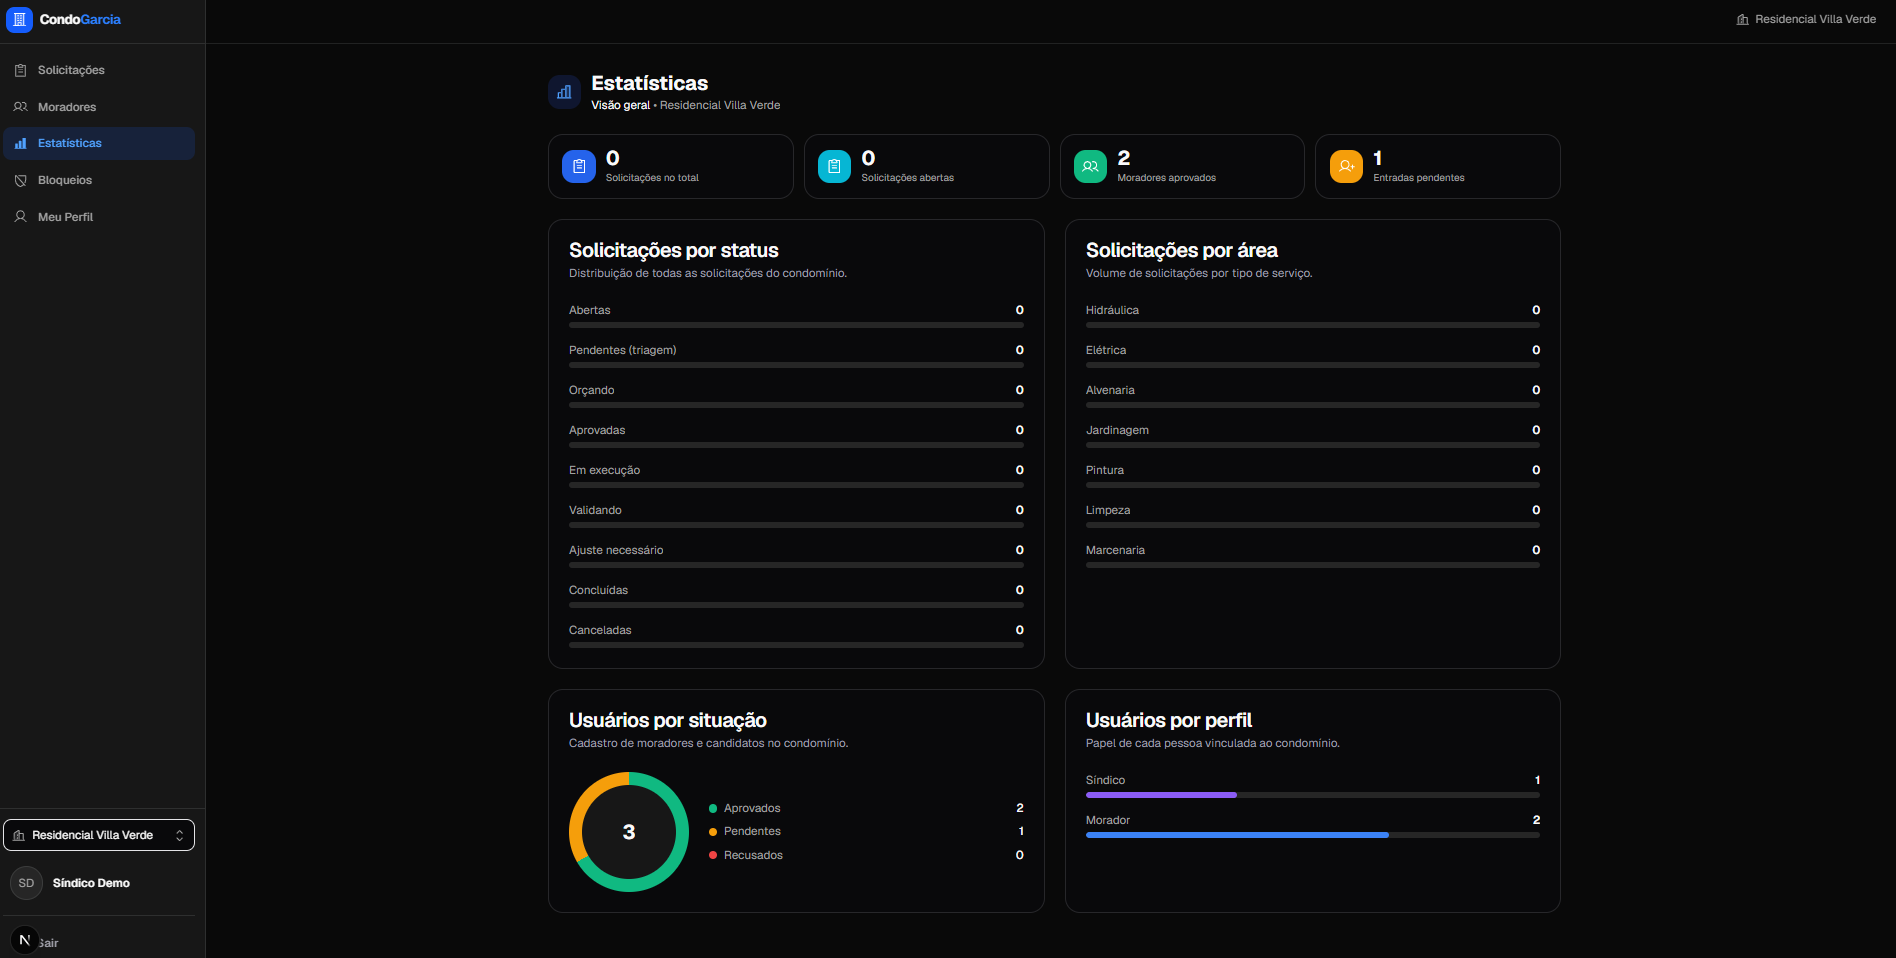 CondoGarcia
Residencial Villa Verde
Solicitações
Moradores
Estatísticas
Bloqueios
Meu Perfil
Residencial Villa Verde
SD
Síndico Demo
N
Sair
Estatísticas
Visão geral • Residencial Villa Verde
0
Solicitações no total
0
Solicitações abertas
2
Moradores aprovados
1
Entradas pendentes
Solicitações por status
Distribuição de todas as solicitações do condomínio.
Abertas 0
Pendentes (triagem) 0
Orçando 0
Aprovadas 0
Em execução 0
Validando 0
Ajuste necessário 0
Concluídas 0
Canceladas 0
Solicitações por área
Volume de solicitações por tipo de serviço.
Hidráulica 0
Elétrica 0
Alvenaria 0
Jardinagem 0
Pintura 0
Limpeza 0
Marcenaria 0
Usuários por situação
Cadastro de moradores e candidatos no condomínio.
3
Aprovados 2
Pendentes 1
Recusados 0
Usuários por perfil
Papel de cada pessoa vinculada ao condomínio.
Síndico 1
Morador 2